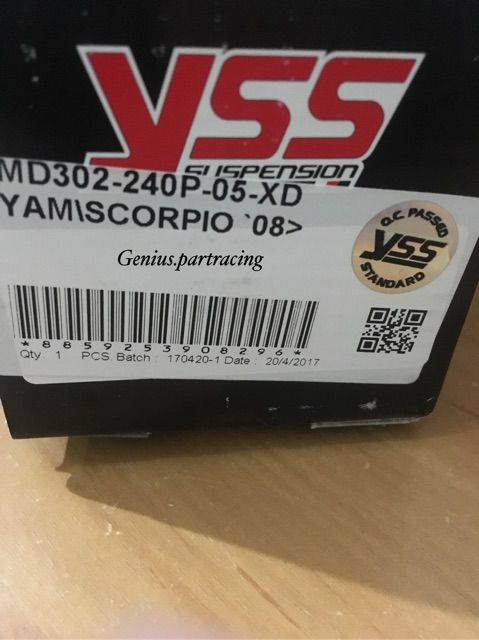 YSS
SUSPENSION
MD302-240P-05-XD
YAM\SCORPIO `08>
Genius.partracing
Q.C. PASSED
YSS
STANDARD
*8859253908296*
Qty: 1 PCS. Batch : 170420-1 Date : 20/4/2017